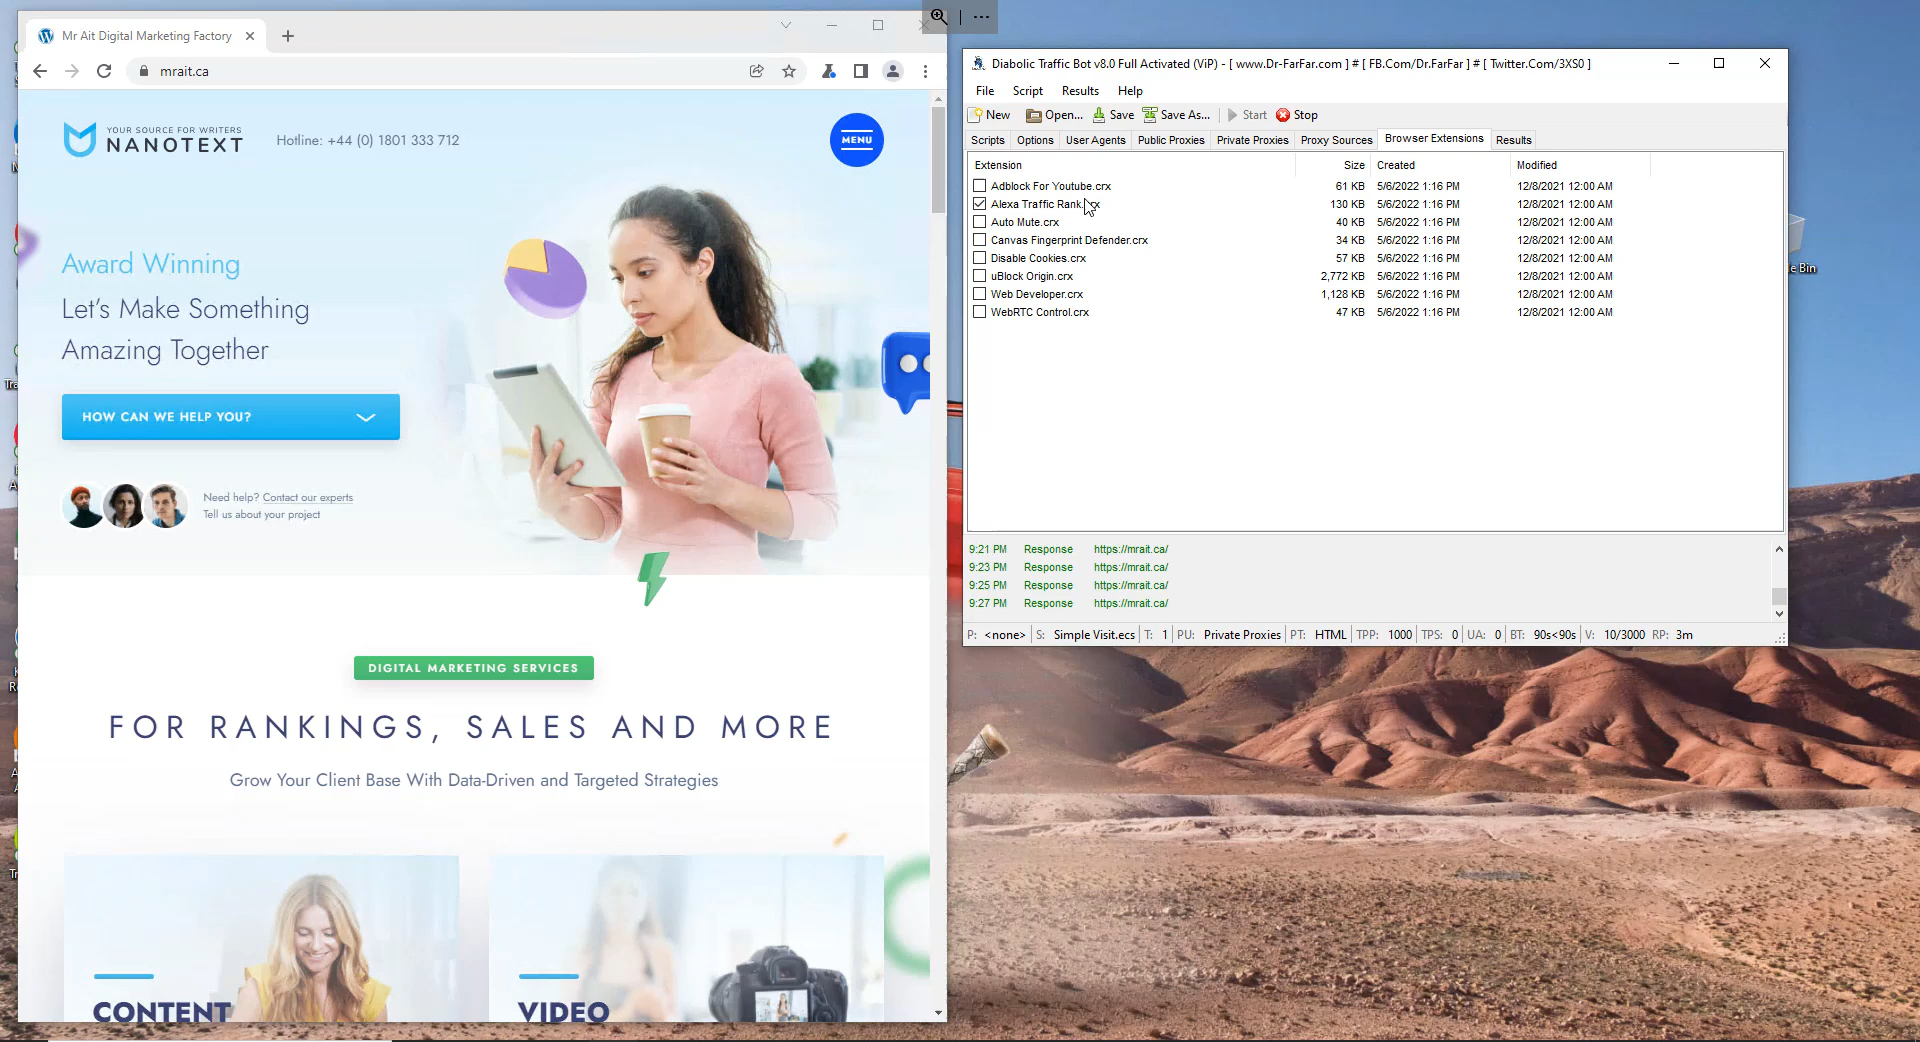 Mr Ait Digital Marketing Factory
mrait.ca
YOUR SOURCE FOR WRITERS
NANOTEXT
Hotline: +44 (0) 1801 333 712
MENU
Award Winning
Let's Make Something
Amazing Together
HOW CAN WE HELP YOU?
Need help? Contact our experts
Tell us about your project
DIGITAL MARKETING SERVICES
FOR RANKINGS, SALES AND MORE
Grow Your Client Base With Data-Driven and Targeted Strategies
CONTENT
VIDEO
Diabolic Traffic Bot v8.0 Full Activated (ViP) - [ www.Dr-FarFar.com ] # [ FB.Com/Dr.FarFar ] # [ Twitter.Com/3XS0 ]
File Script Results Help
New Open... Save Save As... Start Stop
Scripts Options User Agents Public Proxies Private Proxies Proxy Sources Browser Extensions Results
Extension Size Created Modified
Adblock For Youtube.crx 61 KB 5/6/2022 1:16 PM 12/8/2021 12:00 AM
Alexa Traffic Rank.crx 130 KB 5/6/2022 1:16 PM 12/8/2021 12:00 AM
Auto Mute.crx 40 KB 5/6/2022 1:16 PM 12/8/2021 12:00 AM
Canvas Fingerprint Defender.crx 34 KB 5/6/2022 1:16 PM 12/8/2021 12:00 AM
Disable Cookies.crx 57 KB 5/6/2022 1:16 PM 12/8/2021 12:00 AM
uBlock Origin.crx 2,772 KB 5/6/2022 1:16 PM 12/8/2021 12:00 AM
Web Developer.crx 1,128 KB 5/6/2022 1:16 PM 12/8/2021 12:00 AM
WebRTC Control.crx 47 KB 5/6/2022 1:16 PM 12/8/2021 12:00 AM
9:21 PM Response https://mrait.ca/
9:23 PM Response https://mrait.ca/
9:25 PM Response https://mrait.ca/
9:27 PM Response https://mrait.ca/
P: <none> S: Simple Visit.ecs T: 1 PU: Private Proxies PT: HTML TPP: 1000 TPS: 0 UA: 0 BT: 90s<90s V: 10/3000 RP: 3m
e Bin